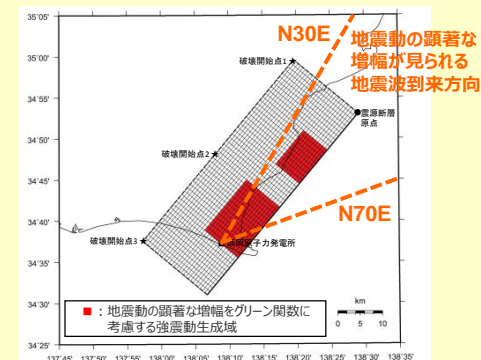 35˚05'
N30E
地震動の顕著な
増幅が見られる
地震波到来方向
破壊開始点1
35˚00'
34˚55'
震源断層
原点
34˚50'
破壊開始点2
34˚45'
34˚40'
N70E
破壊開始点3
子力発電所
34˚35'
34˚30'
■：地震動の顕著な増幅をグリーン関数に
考慮する強震動生成域
km
0 5 10
34˚25'
137˚45' 137˚50' 137˚55' 138˚00' 138˚05' 138˚10' 138˚15' 138˚20' 138˚25' 138˚30' 138˚35'